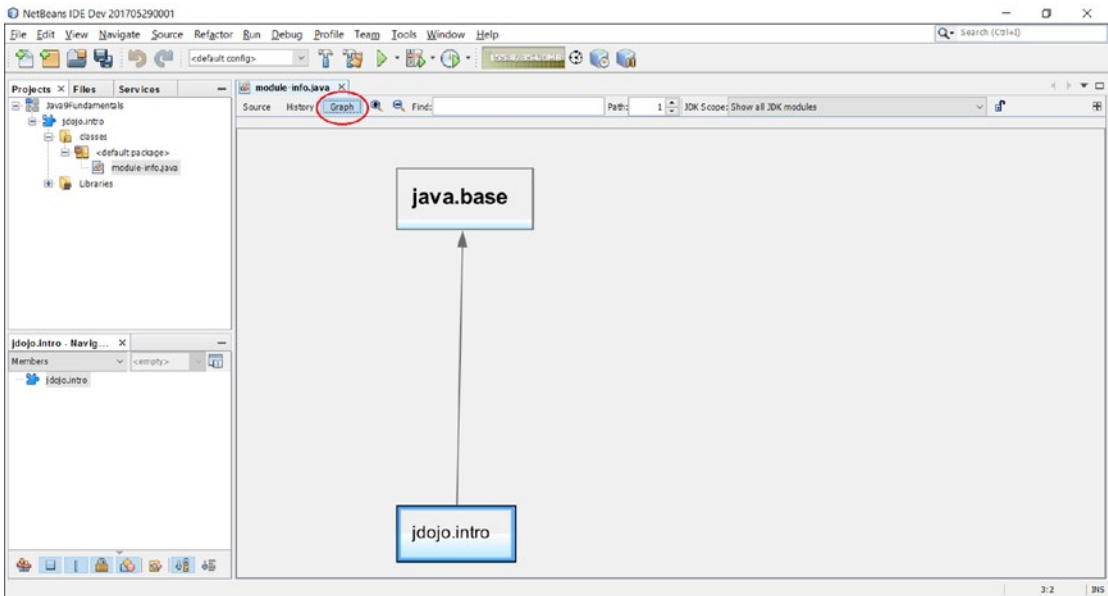 NetBeans IDE Dev 201705290001
File Edit View Navigate Source Refactor Run Debug Profile Team Tools Window Help
Search (Ctrl+I)
<default config>
Projects Files Services
module-info.java
Java9Fundamentals
Source History Graph Find: Path: 1 JDK Scope: Show all JDK modules
jdojo.intro
classes
<default package>
module-info.java
Libraries
java.base
jdojo.intro - Navig...
Members <empty>
jdojo.intro
jdojo.intro
3:2 INS